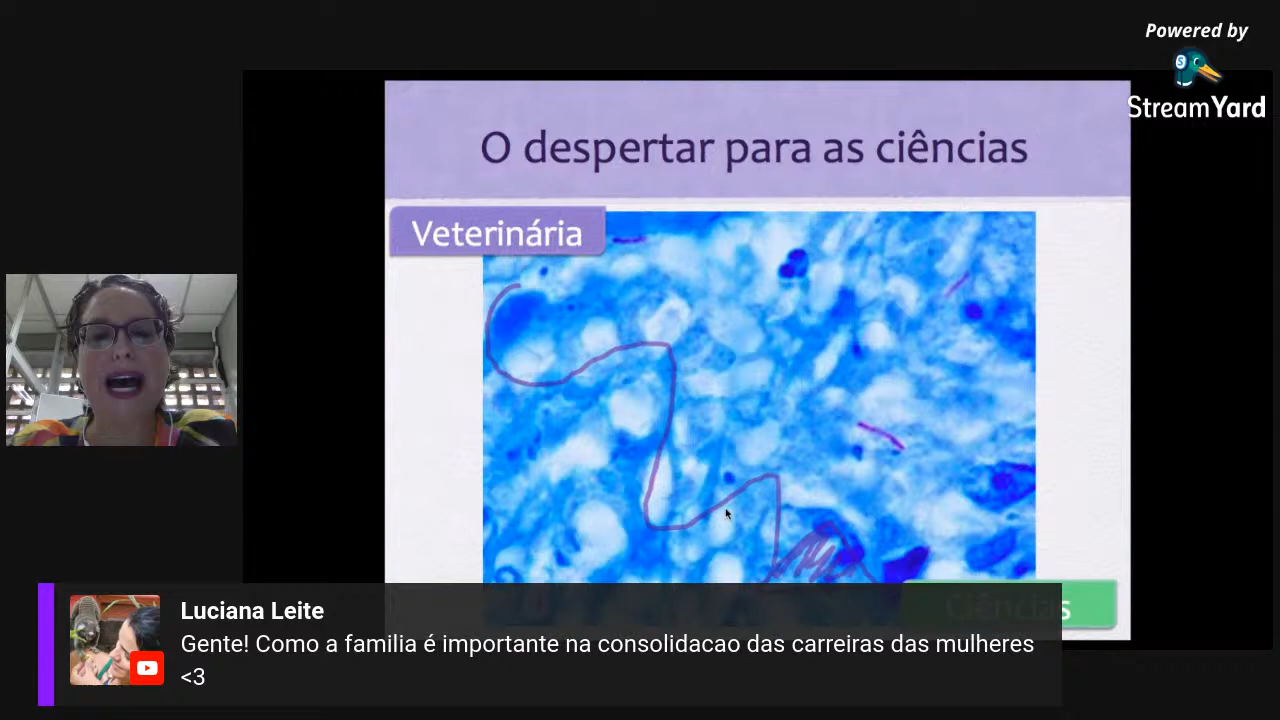 Powered by
StreamYard
O despertar para as ciências
Veterinária
Ciências
Luciana Leite
Gente! Como a familia é importante na consolidacao das carreiras das mulheres
<3